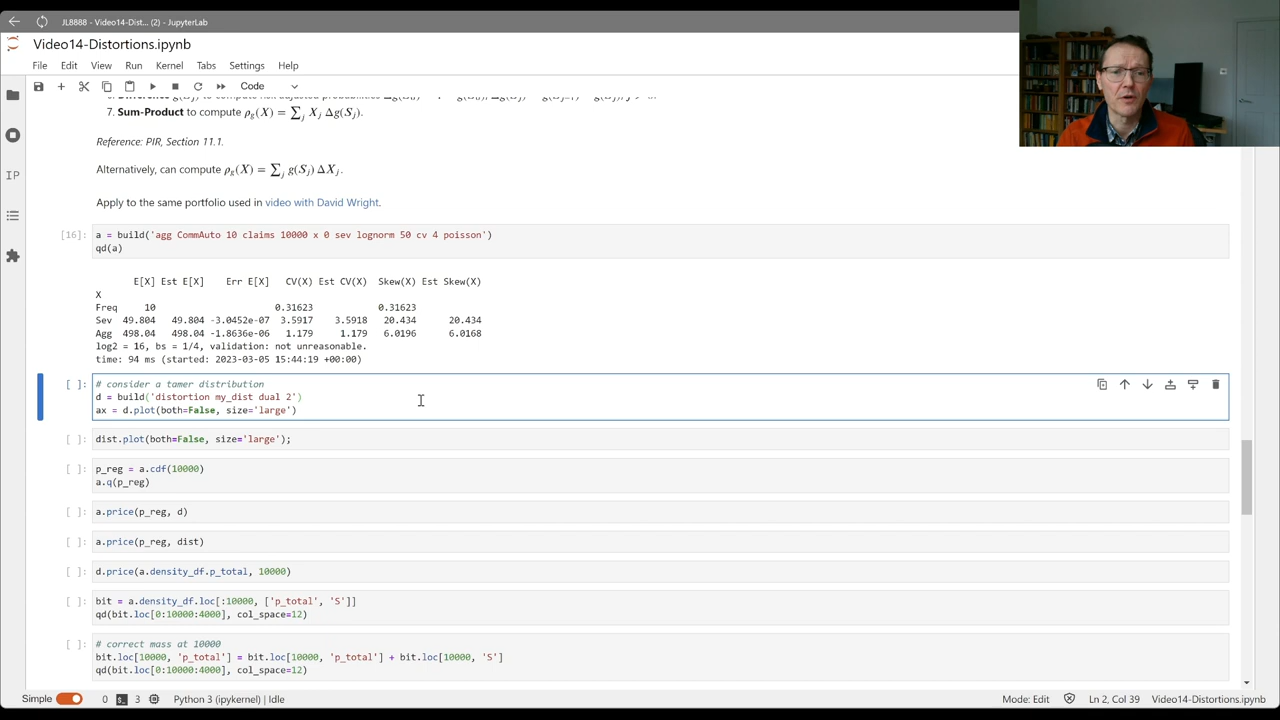 JL8888 - Video14-Dist... (2) - JupyterLab
Video14-Distortions.ipynb
File Edit View Run Kernel Tabs Settings Help
Code
7. Sum-Product to compute ρg(X) = ∑j Xj Δg(Sj).
Reference: PIR, Section 11.1.
Alternatively, can compute ρg(X) = ∑j g(Sj) ΔXj.
Apply to the same portfolio used in video with David Wright.
[16]: a = build('agg CommAuto 10 claims 10000 x 0 sev lognorm 50 cv 4 poisson')
qd(a)
E[X] Est E[X] Err E[X] CV(X) Est CV(X) Skew(X) Est Skew(X)
X
Freq 10 0.31623 0.31623
Sev 49.804 49.804 -3.0452e-07 3.5917 3.5918 20.434 20.434
Agg 498.04 498.04 -1.8636e-06 1.179 1.179 6.0196 6.0168
log2 = 16, bs = 1/4, validation: not unreasonable.
time: 94 ms (started: 2023-03-05 15:44:19 +00:00)
[ ]: # consider a tamer distribution
d = build('distortion my_dist dual 2')
ax = d.plot(both=False, size='large')
[ ]: dist.plot(both=False, size='large');
[ ]: p_reg = a.cdf(10000)
a.q(p_reg)
[ ]: a.price(p_reg, d)
[ ]: a.price(p_reg, dist)
[ ]: d.price(a.density_df.p_total, 10000)
[ ]: bit = a.density_df.loc[:10000, ['p_total', 'S']]
qd(bit.loc[0:10000:4000], col_space=12)
[ ]: # correct mass at 10000
bit.loc[10000, 'p_total'] = bit.loc[10000, 'p_total'] + bit.loc[10000, 'S']
qd(bit.loc[0:10000:4000], col_space=12)
IP
Simple 0 3 Python 3 (ipykernel) | Idle Mode: Edit Ln 2, Col 39 Video14-Distortions.ipynb